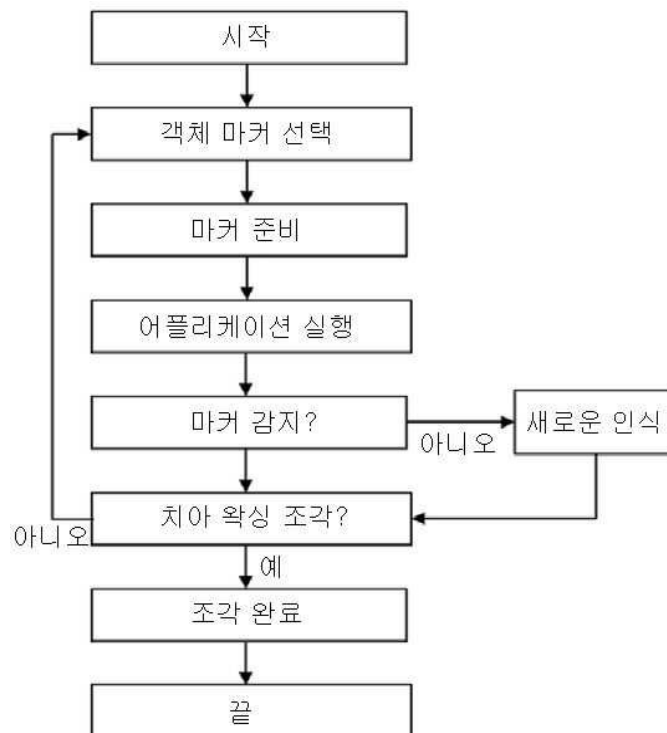 시작
객체 마커 선택
마커 준비
어플리케이션 실행
마커 감지?
아니오
새로운 인식
치아 왁싱 조각?
아니오
예
조각 완료
끝